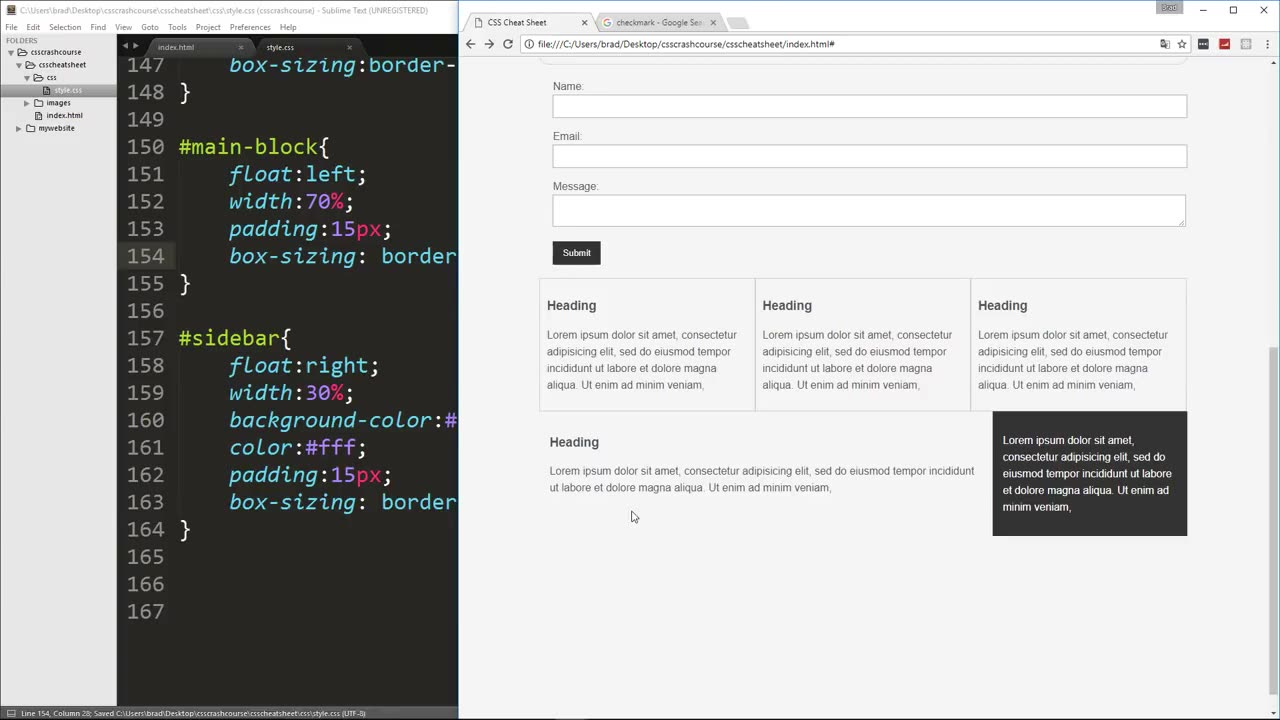 C:\Users\brad\Desktop\csscrashcourse\csscheatsheet\css\style.css (csscrashcourse) - Sublime Text (UNREGISTERED)
File Edit Selection Find View Goto Tools Project Preferences Help
FOLDERS
csscrashcourse
csscheatsheet
css
style.css
images
index.html
mywebsite
index.html
style.css
147 box-sizing:border-
148 }
149
150 #main-block{
151 float:left;
152 width:70%;
153 padding:15px;
154 box-sizing: border
155 }
156
157 #sidebar{
158 float:right;
159 width:30%;
160 background-color:#
161 color:#fff;
162 padding:15px;
163 box-sizing: border
164 }
165
166
167
Line 154, Column 28; Saved C:\Users\brad\Desktop\csscrashcourse\csscheatsheet\css\style.css (UTF-8)
Brad
CSS Cheat Sheet
checkmark - Google Sea
file:///C:/Users/brad/Desktop/csscrashcourse/csscheatsheet/index.html#
Name:
Email:
Message:
Submit
Heading
Lorem ipsum dolor sit amet, consectetur
adipisicing elit, sed do eiusmod tempor
incididunt ut labore et dolore magna
aliqua. Ut enim ad minim veniam,
Heading
Lorem ipsum dolor sit amet, consectetur
adipisicing elit, sed do eiusmod tempor
incididunt ut labore et dolore magna
aliqua. Ut enim ad minim veniam,
Heading
Lorem ipsum dolor sit amet, consectetur
adipisicing elit, sed do eiusmod tempor
incididunt ut labore et dolore magna
aliqua. Ut enim ad minim veniam,
Heading
Lorem ipsum dolor sit amet, consectetur adipisicing elit, sed do eiusmod tempor incididunt
ut labore et dolore magna aliqua. Ut enim ad minim veniam,
Lorem ipsum dolor sit amet,
consectetur adipisicing elit, sed do
eiusmod tempor incididunt ut labore
et dolore magna aliqua. Ut enim ad
minim veniam,